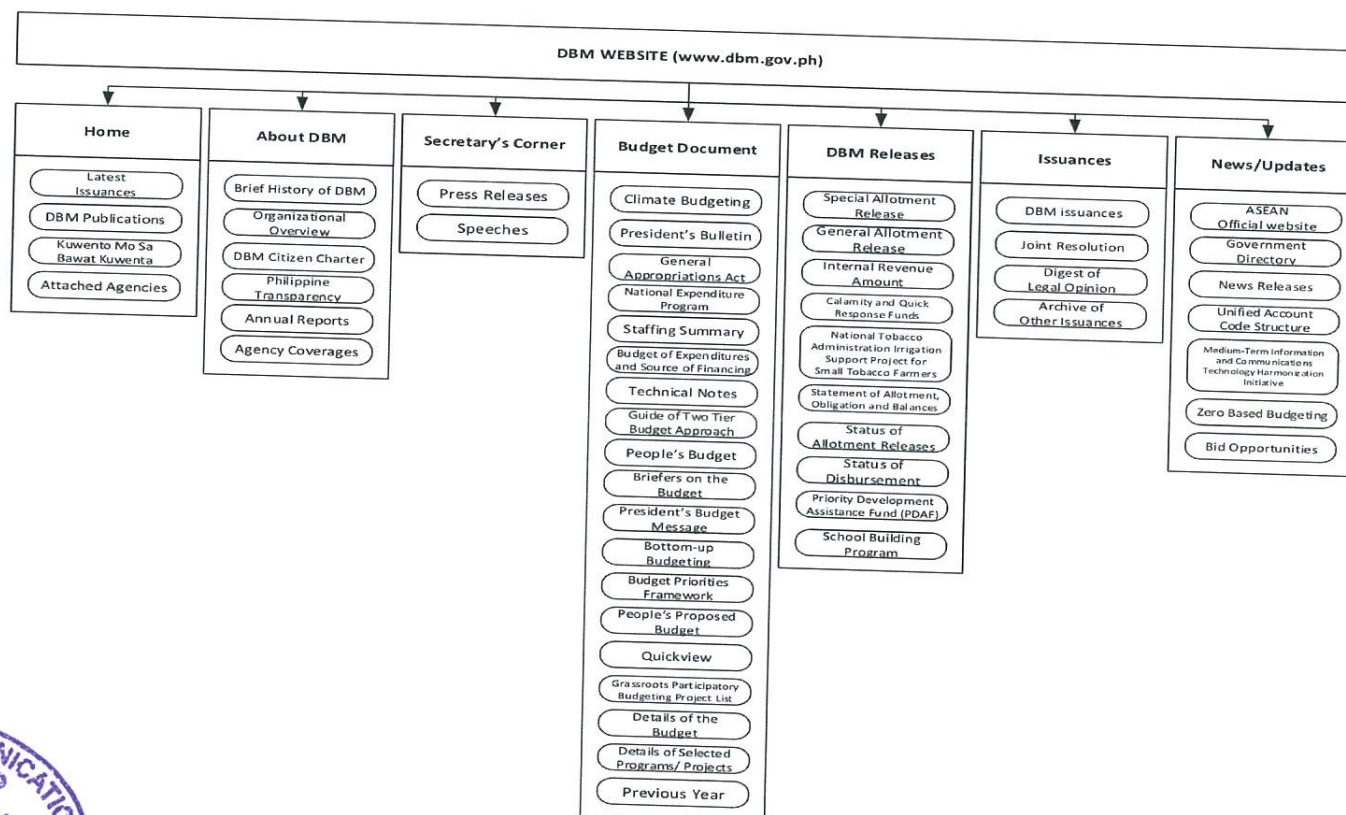 DBM WEBSITE (www.dbm.gov.ph)
Home
Latest
Issuances
DBM Publications
Kuwento Mo Sa
Bawat Kuwenta
Attached Agencies
About DBM
Brief History of DBM
Organizational
Overview
DBM Citizen Charter
Philippine
Transparency
Annual Reports
Agency Coverages
Secretary's Corner
Press Releases
Speeches
Budget Document
Climate Budgeting
President's Bulletin
General
Appropriations Act
National Expenditure
Program
Staffing Summary
Budget of Expenditures
and Source of Financing
Technical Notes
Guide of Two Tier
Budget Approach
People's Budget
Briefers on the
Budget
President's Budget
Message
Bottom-up
Budgeting
Budget Priorities
Framework
People's Proposed
Budget
Quickview
Grassroots Participatory
Budgeting Project List
Details of the
Budget
Details of Selected
Programs/ Projects
Previous Year
DBM Releases
Special Allotment
Release
General Allotment
Release
Internal Revenue
Amount
Calamity and Quick
Response Funds
National Tobacco
Administration Irrigation
Support Project for
Small Tobacco Farmers
Statement of Allotment,
Obligation and Balances
Status of
Allotment Releases
Status of
Disbursement
Priority Development
Assistance Fund (PDAF)
School Building
Program
Issuances
DBM issuances
Joint Resolution
Digest of
Legal Opinion
Archive of
Other Issuances
News/Updates
ASEAN
Official website
Government
Directory
News Releases
Unified Account
Code Structure
Medium-Term Information
and Communications
Technology Harmonization
Initiative
Zero Based Budgeting
Bid Opportunities